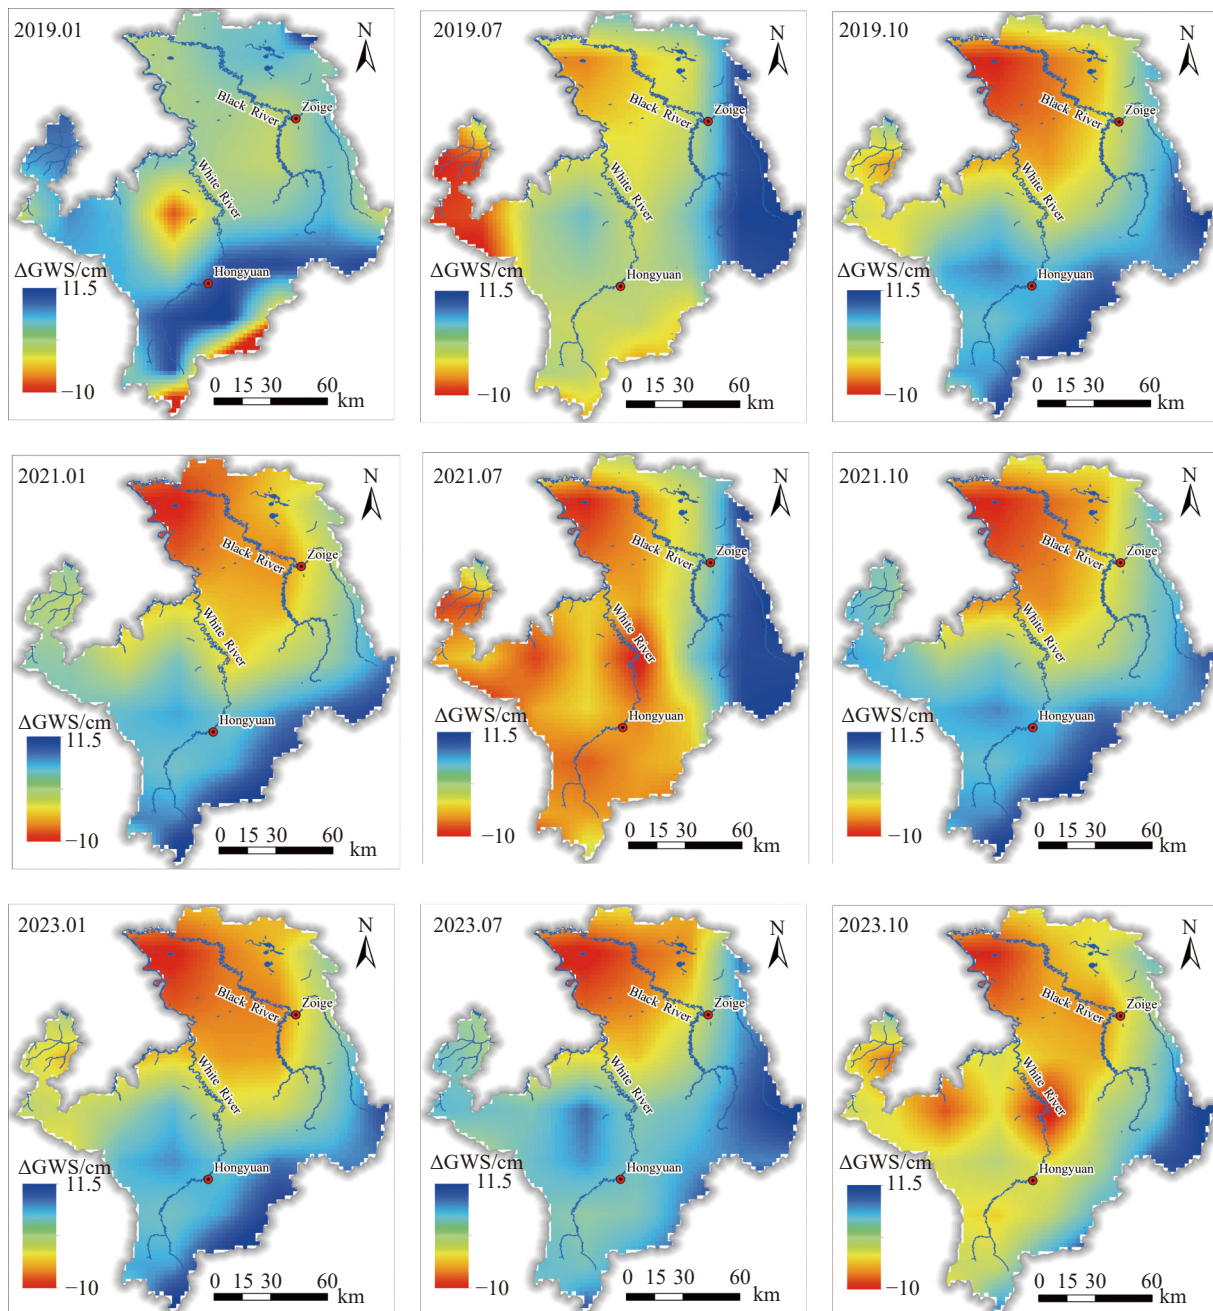 2019.01
N
Black River
Zoige
White River
Hongyuan
ΔGWS/cm
11.5
−10
0 15 30 60
km
2019.07
N
Black River
Zoige
White River
Hongyuan
ΔGWS/cm
11.5
−10
0 15 30 60
km
2019.10
N
Black River
Zoige
White River
Hongyuan
ΔGWS/cm
11.5
−10
0 15 30 60
km
2021.01
N
Black River
Zoige
White River
Hongyuan
ΔGWS/cm
11.5
−10
0 15 30 60
km
2021.07
N
Black River
Zoige
White River
Hongyuan
ΔGWS/cm
11.5
−10
0 15 30 60
km
2021.10
N
Black River
Zoige
White River
Hongyuan
ΔGWS/cm
11.5
−10
0 15 30 60
km
2023.01
N
Black River
Zoige
White River
Hongyuan
ΔGWS/cm
11.5
−10
0 15 30 60
km
2023.07
N
Black River
Zoige
White River
Hongyuan
ΔGWS/cm
11.5
−10
0 15 30 60
km
2023.10
N
Black River
Zoige
White River
Hongyuan
ΔGWS/cm
11.5
−10
0 15 30 60
km